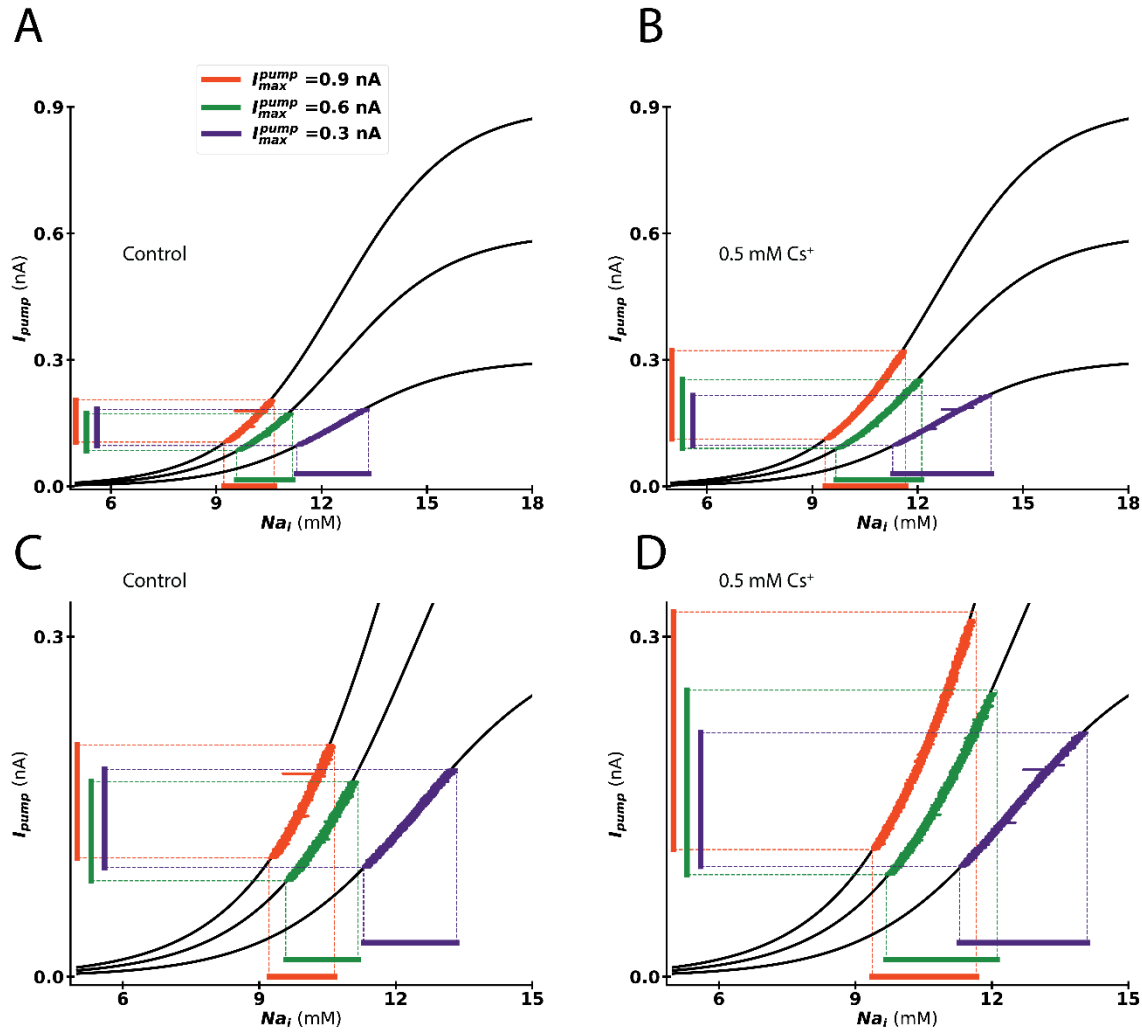 A
B
I_max^pump =0.9 nA
I_max^pump =0.6 nA
I_max^pump =0.3 nA
Control
0.5 mM Cs⁺
0.9
0.6
0.3
0.0
I_pump (nA)
6 9 12 15 18
Na_i (mM)
0.9
0.6
0.3
0.0
I_pump (nA)
6 9 12 15 18
Na_i (mM)
C
D
Control
0.5 mM Cs⁺
0.3
0.0
I_pump (nA)
6 9 12 15
Na_i (mM)
0.3
0.0
I_pump (nA)
6 9 12 15
Na_i (mM)